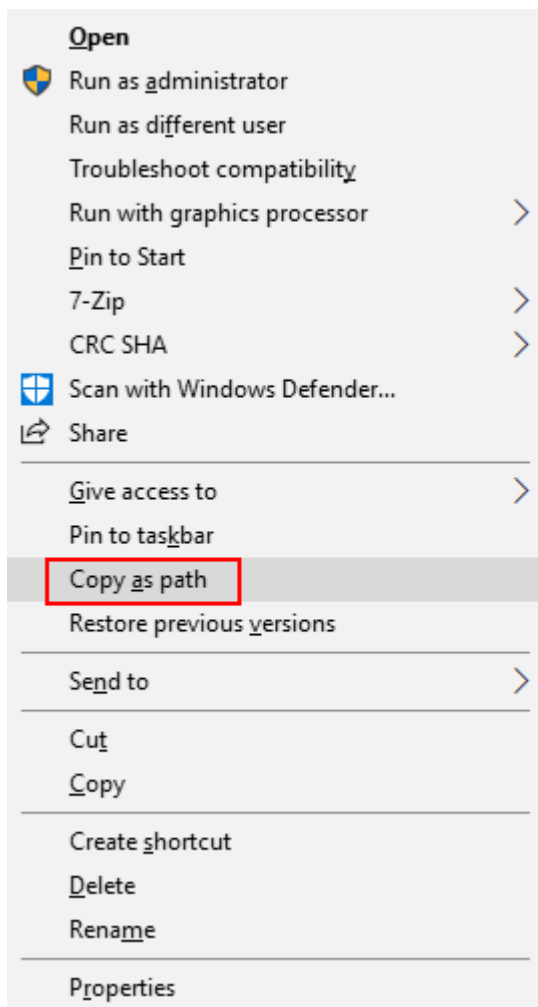 Open
Run as administrator
Run as different user
Troubleshoot compatibility
Run with graphics processor
Pin to Start
7-Zip
CRC SHA
Scan with Windows Defender...
Share
Give access to
Pin to taskbar
Copy as path
Restore previous versions
Send to
Cut
Copy
Create shortcut
Delete
Rename
Properties